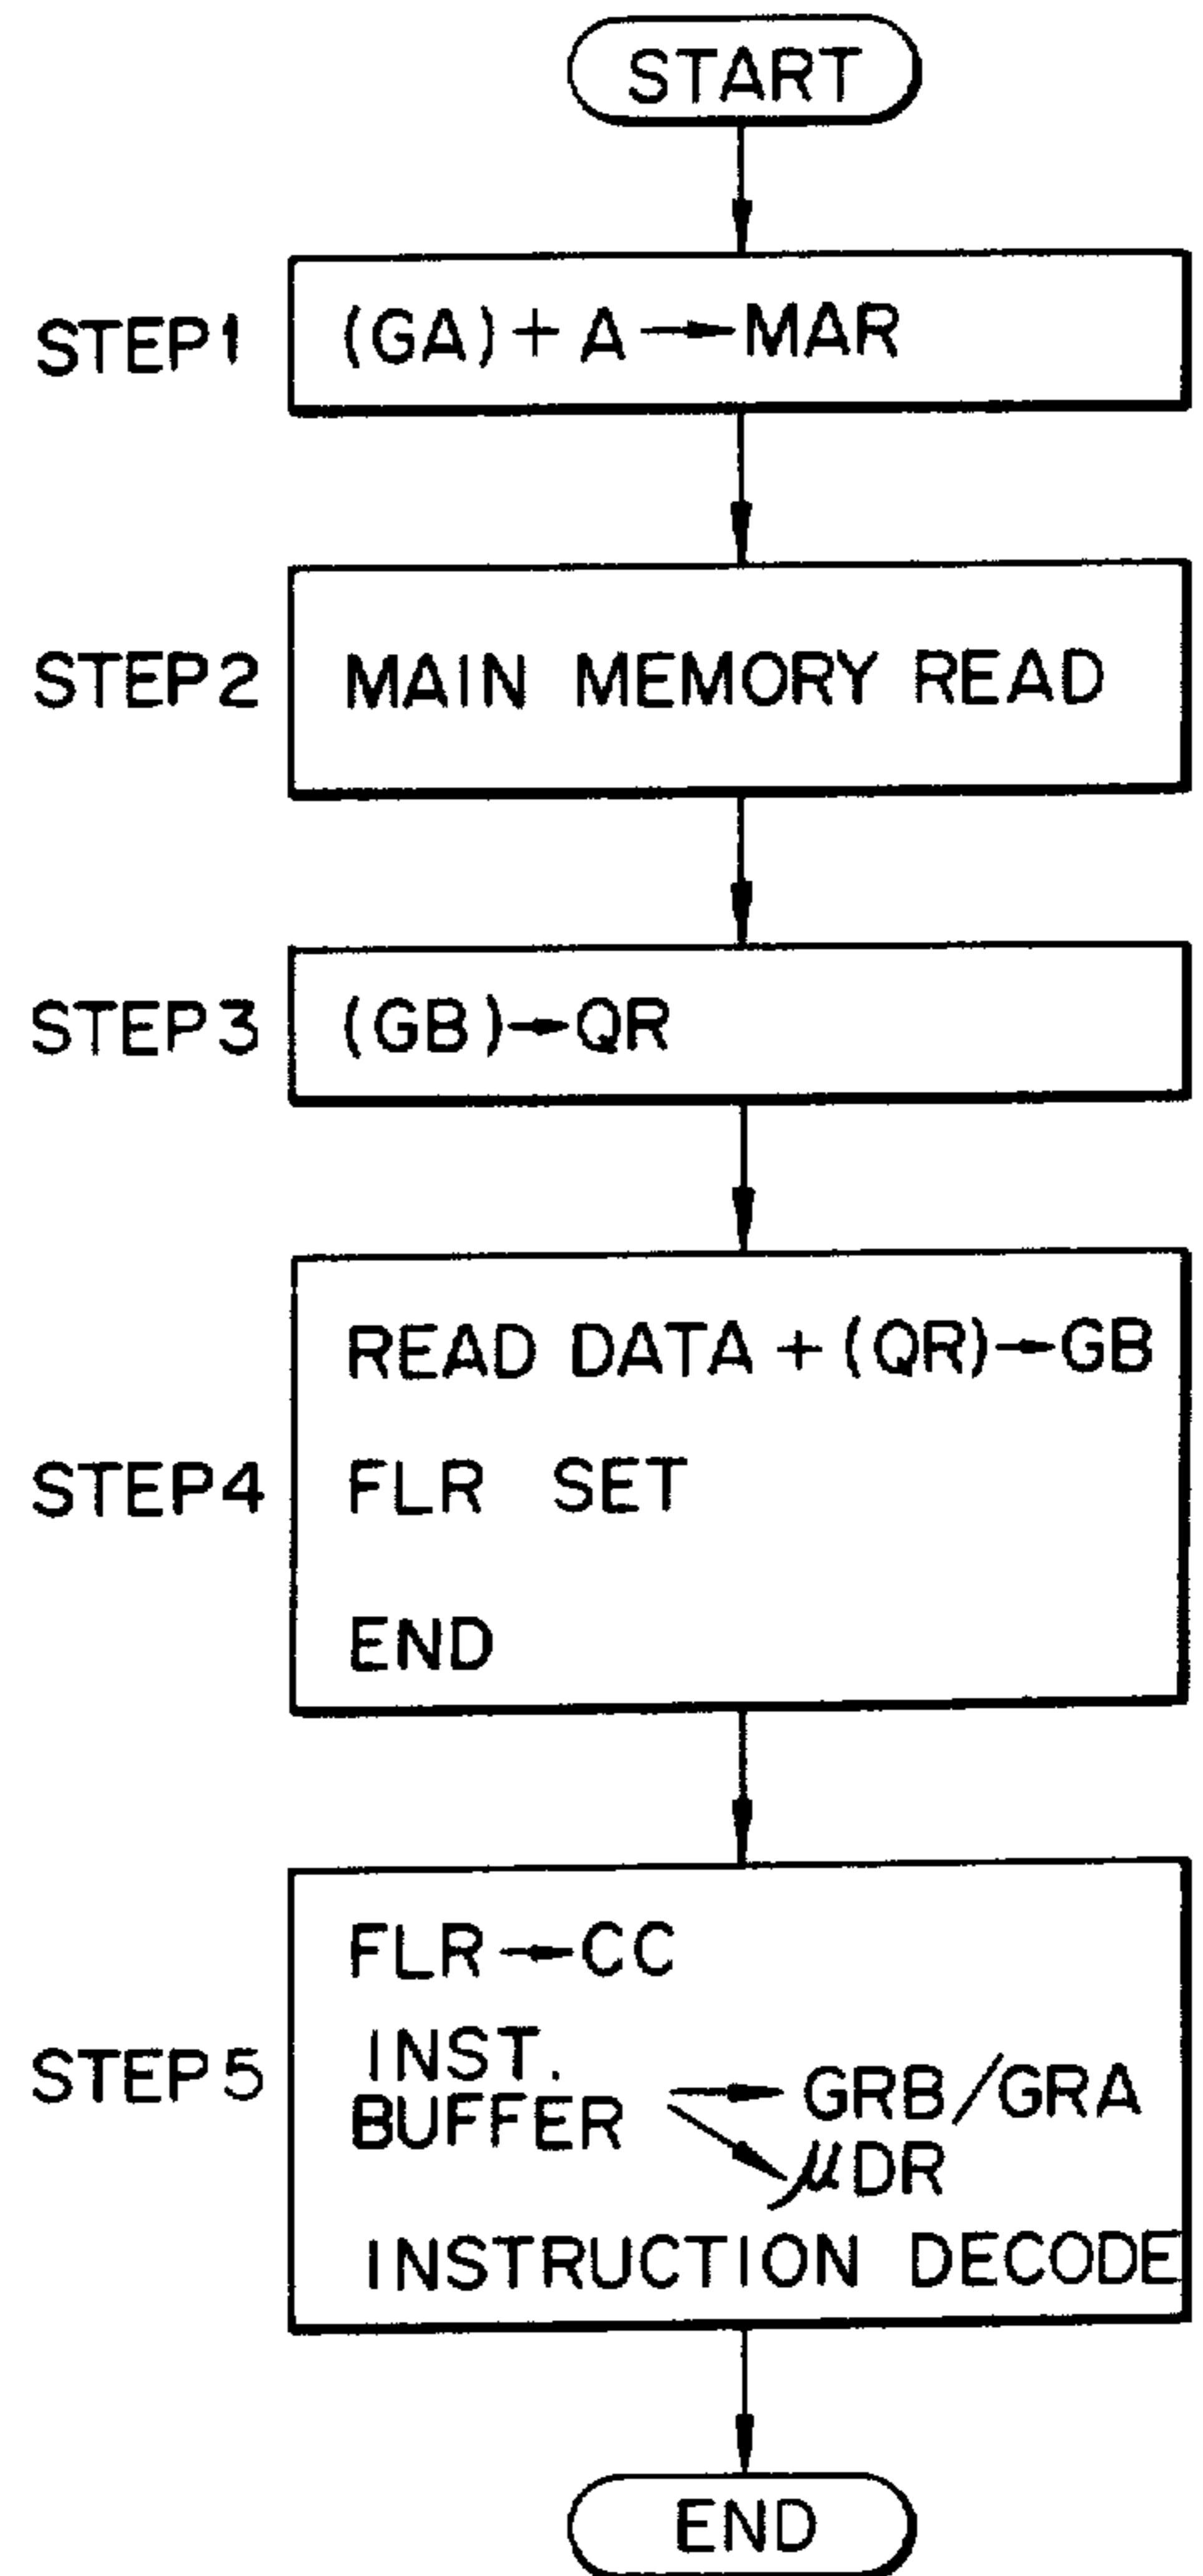 START
STEP1
(GA)+A→MAR
STEP2
MAIN MEMORY READ
STEP3
(GB)→QR
READ DATA+(QR)→GB
STEP4
FLR SET
END
FLR→CC
STEP5
INST.
BUFFER → GRB/GRA
μDR
INSTRUCTION DECODE
END